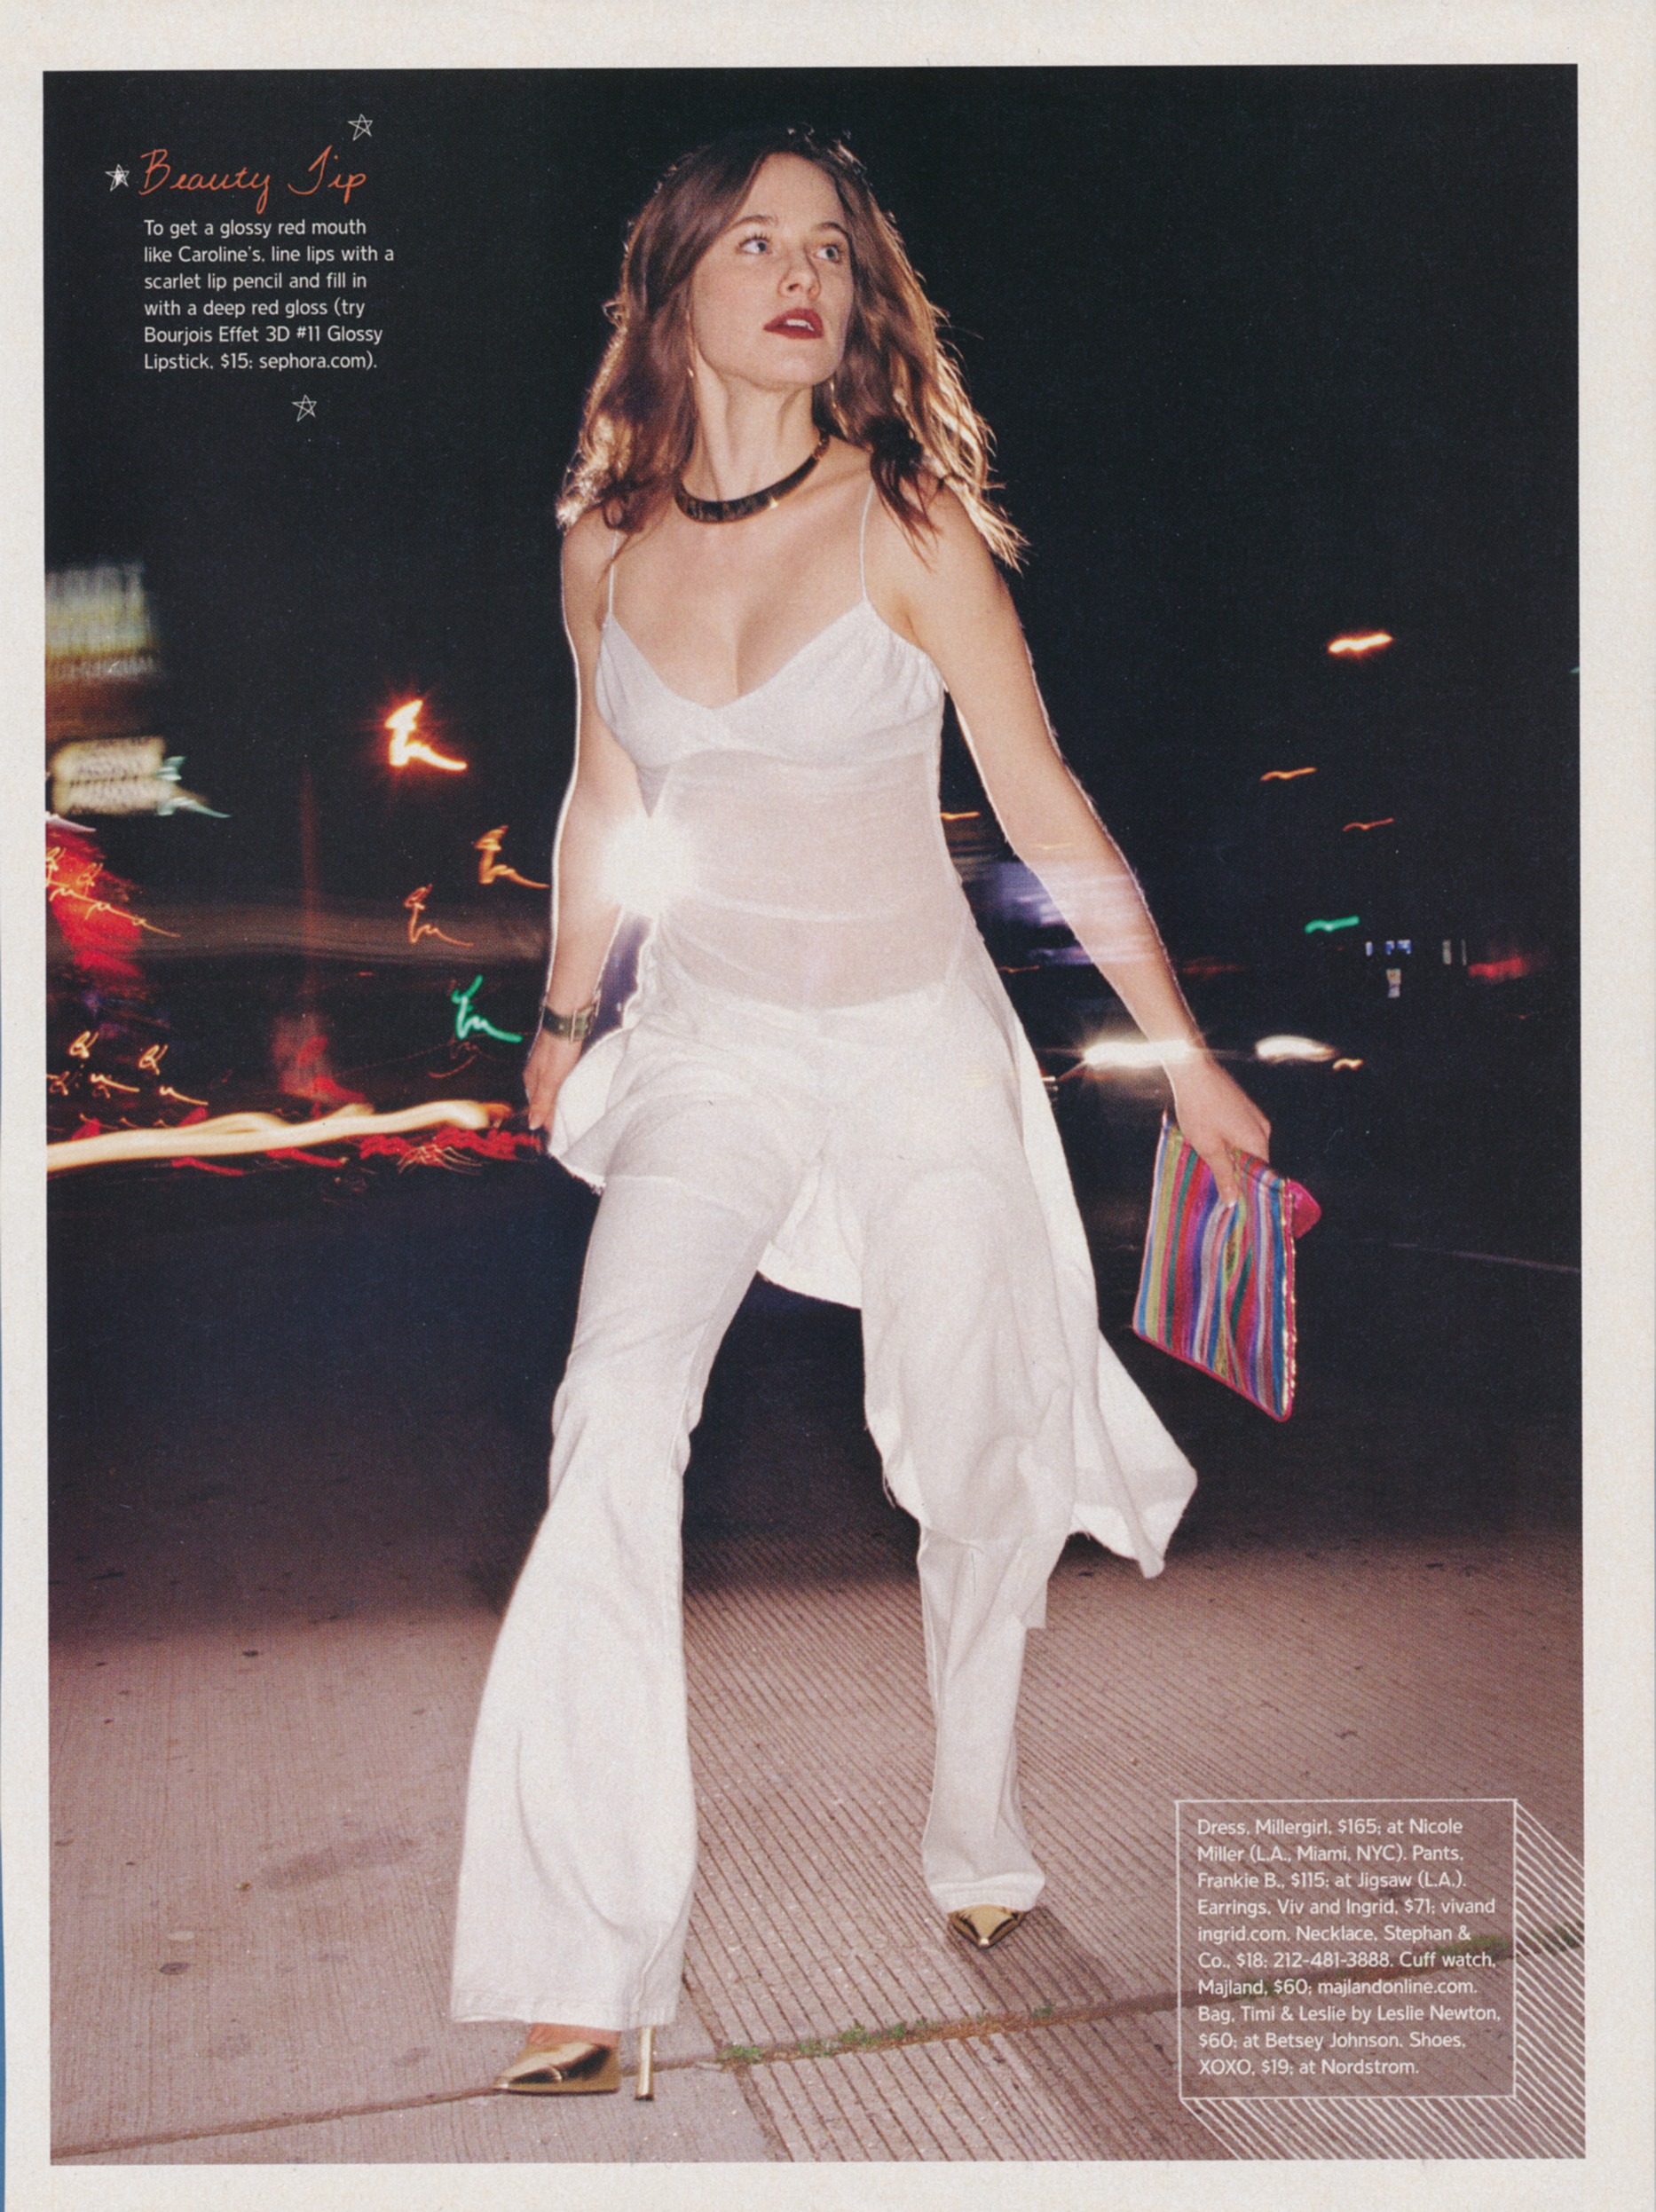 Beauty Tip
To get a glossy red mouth
like Caroline's, line lips with a
scarlet lip pencil and fill in
with a deep red gloss (try
Bourjois Effet 3D #11 Glossy
Lipstick, $15; sephora.com).
Dress, Millergirl, $165; at Nicole
Miller (L.A., Miami, NYC). Pants,
Frankie B., $115; at Jigsaw (L.A.).
Earrings, Viv and Ingrid, $71; vivand
ingrid.com. Necklace, Stephan &
Co., $18; 212-481-3888. Cuff watch,
Majland, $60; majlandonline.com.
Bag, Timi & Leslie by Leslie Newton,
$60; at Betsey Johnson. Shoes,
XOXO, $19; at Nordstrom.